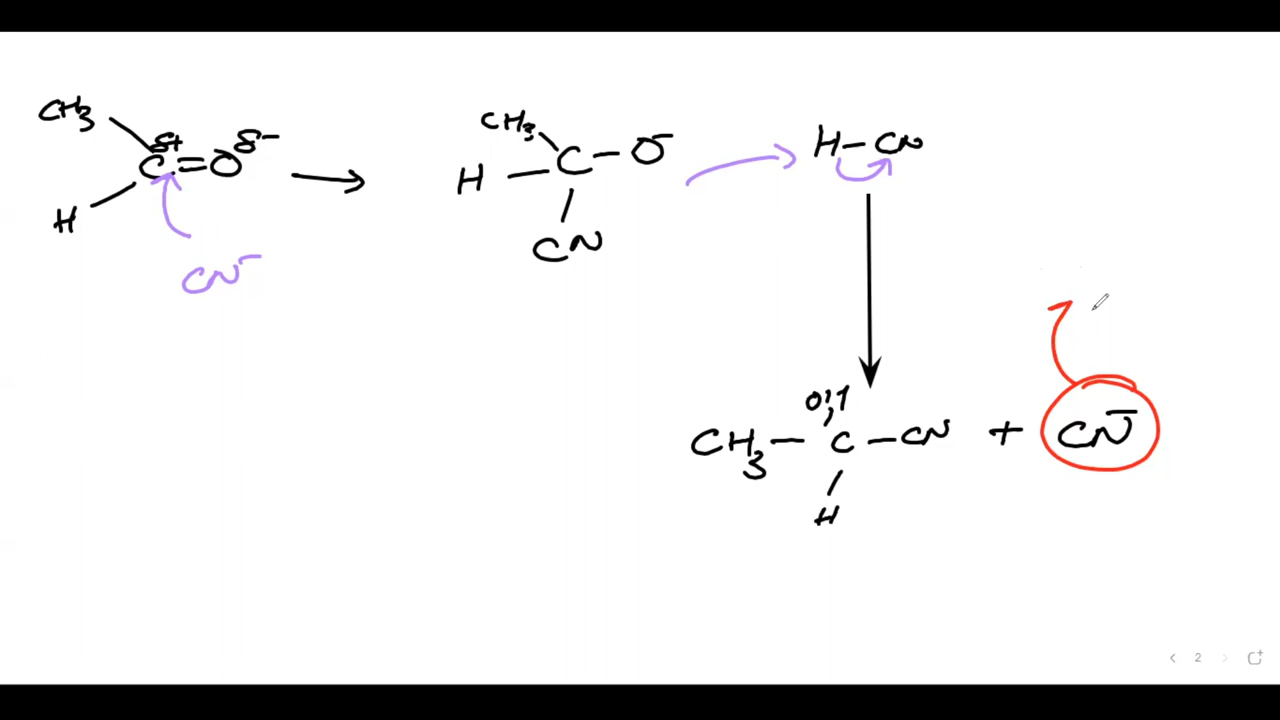 CH3
δ+ δ-
C=O
H
CN-
CH3
H C-O-
CN
H-CN
OH
CH3- C -CN + CN-
H
2